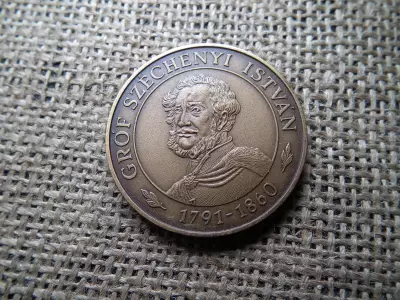 GRÓF SZÉCHENYI ISTVÁN
1791-1860